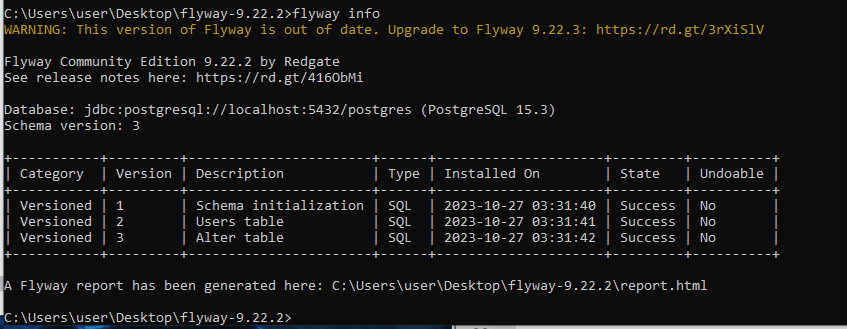 C:\Users\user\Desktop\flyway-9.22.2>flyway info
WARNING: This version of Flyway is out of date. Upgrade to Flyway 9.22.3: https://rd.gt/3rXiSlV
Flyway Community Edition 9.22.2 by Redgate
See release notes here: https://rd.gt/416ObMi
Database: jdbc:postgresql://localhost:5432/postgres (PostgreSQL 15.3)
Schema version: 3
+-----------+---------+-----------------------+------+---------------------+---------+----------+
| Category  | Version | Description           | Type | Installed On        | State   | Undoable |
+-----------+---------+-----------------------+------+---------------------+---------+----------+
| Versioned | 1       | Schema initialization | SQL  | 2023-10-27 03:31:40 | Success | No       |
| Versioned | 2       | Users table           | SQL  | 2023-10-27 03:31:41 | Success | No       |
| Versioned | 3       | Alter table           | SQL  | 2023-10-27 03:31:42 | Success | No       |
+-----------+---------+-----------------------+------+---------------------+---------+----------+
A Flyway report has been generated here: C:\Users\user\Desktop\flyway-9.22.2\report.html
C:\Users\user\Desktop\flyway-9.22.2>